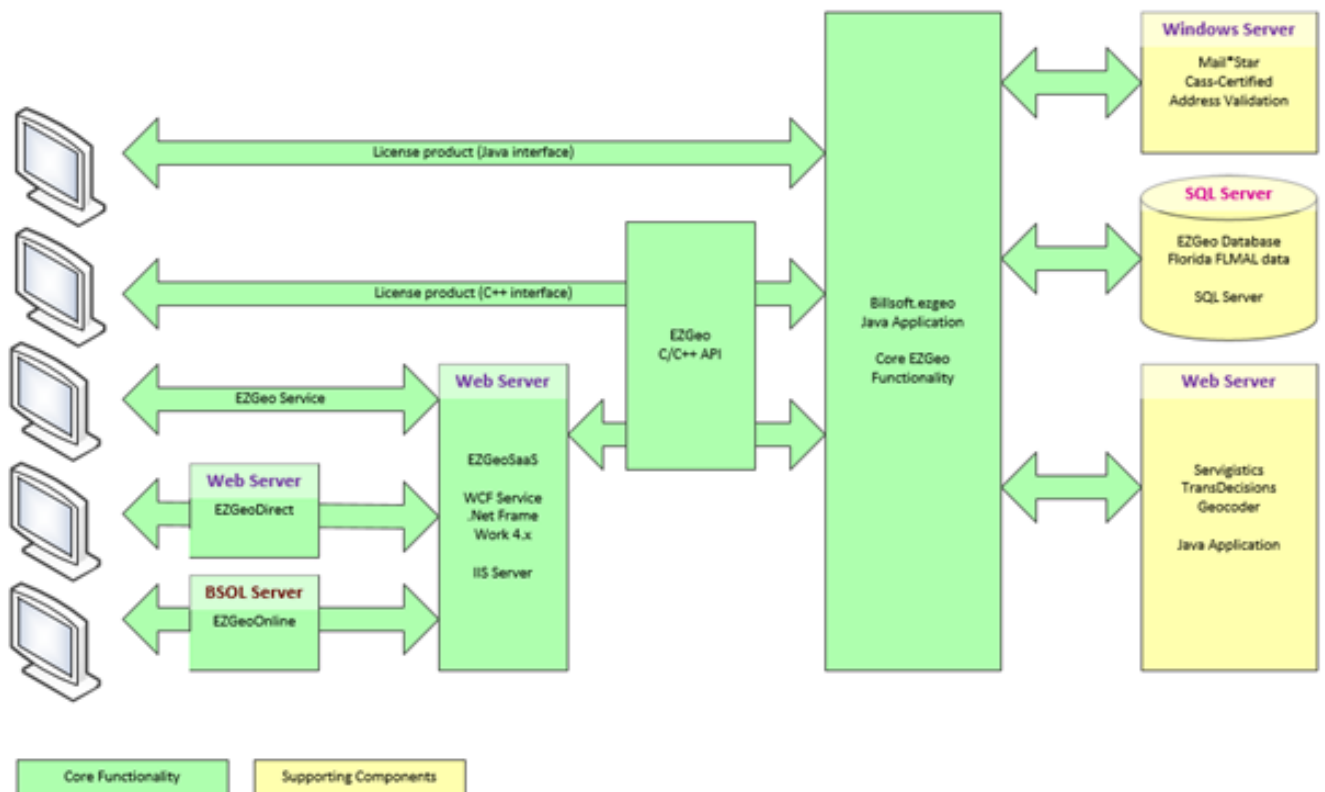 Windows Server
Mail*Star
Cass-Certified
Address Validation
License product (Java interface)
SQL Server
EZGeo Database
Florida FLMAL data
SQL Server
License product (C++ interface)
EZGeo
C/C++ API
Billsoft.ezgeo
Java Application
Core EZGeo
Functionality
EZGeo Service
Web Server
EZGeoSaaS
WCF Service
.Net Frame
Work 4.x
IIS Server
Web Server
Servigistics
TransDecisions
Geocoder
Java Application
Web Server
EZGeoDirect
BSOL Server
EZGeoOnline
Core Functionality
Supporting Components